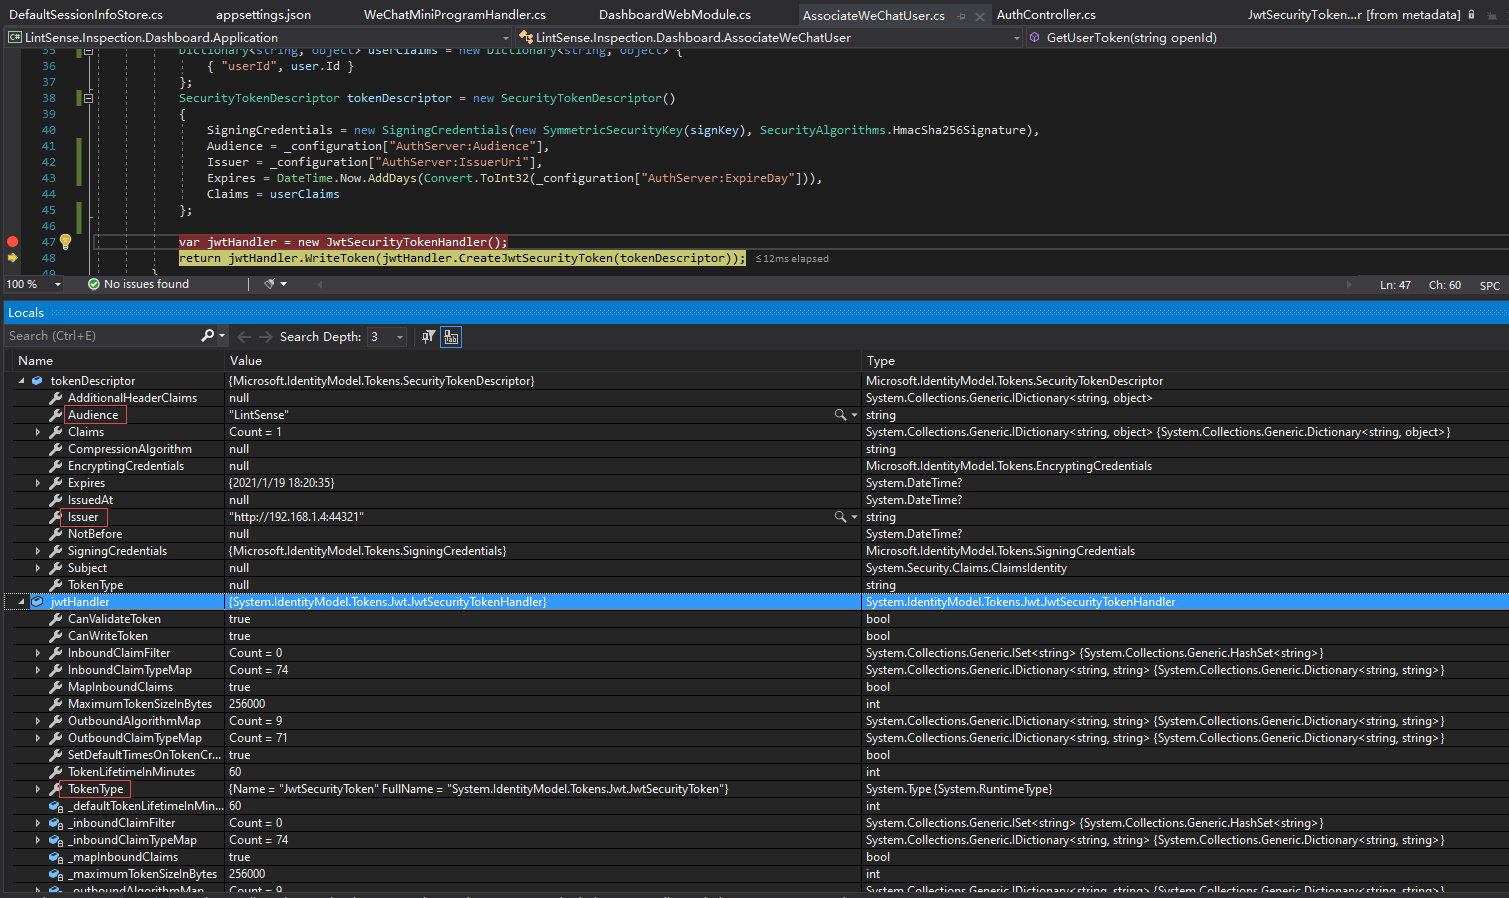 DefaultSessionInfoStore.cs appsettings.json WeChatMiniProgramHandler.cs DashboardWebModule.cs AssociateWeChatUser.cs AuthController.cs JwtSecurityToken...r [from metadata]
C# LintSense.Inspection.Dashboard.Application LintSense.Inspection.Dashboard.AssociateWeChatUser GetUserToken(string openId)
35 Dictionary<string, object> userClaims = new Dictionary<string, object> {
36 { "userId", user.Id }
37 };
38 SecurityTokenDescriptor tokenDescriptor = new SecurityTokenDescriptor()
39 {
40 SigningCredentials = new SigningCredentials(new SymmetricSecurityKey(signKey), SecurityAlgorithms.HmacSha256Signature),
41 Audience = _configuration["AuthServer:Audience"],
42 Issuer = _configuration["AuthServer:IssuerUri"],
43 Expires = DateTime.Now.AddDays(Convert.ToInt32(_configuration["AuthServer:ExpireDay"])),
44 Claims = userClaims
45 };
46
47 var jwtHandler = new JwtSecurityTokenHandler();
48 return jwtHandler.WriteToken(jwtHandler.CreateJwtSecurityToken(tokenDescriptor)); ≤12ms elapsed
49 }
100 % No issues found Ln: 47 Ch: 60 SPC
Locals
Search (Ctrl+E) Search Depth: 3
Name Value Type
tokenDescriptor {Microsoft.IdentityModel.Tokens.SecurityTokenDescriptor} Microsoft.IdentityModel.Tokens.SecurityTokenDescriptor
AdditionalHeaderClaims null System.Collections.Generic.IDictionary<string, object>
Audience "LintSense" string
Claims Count = 1 System.Collections.Generic.IDictionary<string, object> {System.Collections.Generic.Dictionary<string, object>}
CompressionAlgorithm null string
EncryptingCredentials null Microsoft.IdentityModel.Tokens.EncryptingCredentials
Expires {2021/1/19 18:20:35} System.DateTime?
IssuedAt null System.DateTime?
Issuer "http://192.168.1.4:44321" string
NotBefore null System.DateTime?
SigningCredentials {Microsoft.IdentityModel.Tokens.SigningCredentials} Microsoft.IdentityModel.Tokens.SigningCredentials
Subject null System.Security.Claims.ClaimsIdentity
TokenType null string
jwtHandler {System.IdentityModel.Tokens.Jwt.JwtSecurityTokenHandler} System.IdentityModel.Tokens.Jwt.JwtSecurityTokenHandler
CanValidateToken true bool
CanWriteToken true bool
InboundClaimFilter Count = 0 System.Collections.Generic.ISet<string> {System.Collections.Generic.HashSet<string>}
InboundClaimTypeMap Count = 74 System.Collections.Generic.IDictionary<string, string> {System.Collections.Generic.Dictionary<string, string>}
MapInboundClaims true bool
MaximumTokenSizeInBytes 256000 int
OutboundAlgorithmMap Count = 9 System.Collections.Generic.IDictionary<string, string> {System.Collections.Generic.Dictionary<string, string>}
OutboundClaimTypeMap Count = 71 System.Collections.Generic.IDictionary<string, string> {System.Collections.Generic.Dictionary<string, string>}
SetDefaultTimesOnTokenCr... true bool
TokenLifetimeInMinutes 60 int
TokenType {Name = "JwtSecurityToken" FullName = "System.IdentityModel.Tokens.Jwt.JwtSecurityToken"} System.Type {System.RuntimeType}
_defaultTokenLifetimeInMin... 60 int
_inboundClaimFilter Count = 0 System.Collections.Generic.ISet<string> {System.Collections.Generic.HashSet<string>}
_inboundClaimTypeMap Count = 74 System.Collections.Generic.IDictionary<string, string> {System.Collections.Generic.Dictionary<string, string>}
_mapInboundClaims true bool
_maximumTokenSizeInBytes 256000 int
_outboundAlgorithmMap Count = 9 System.Collections.Generic.IDictionary<string, string> {System.Collections.Generic.Dictionary<string, string>}